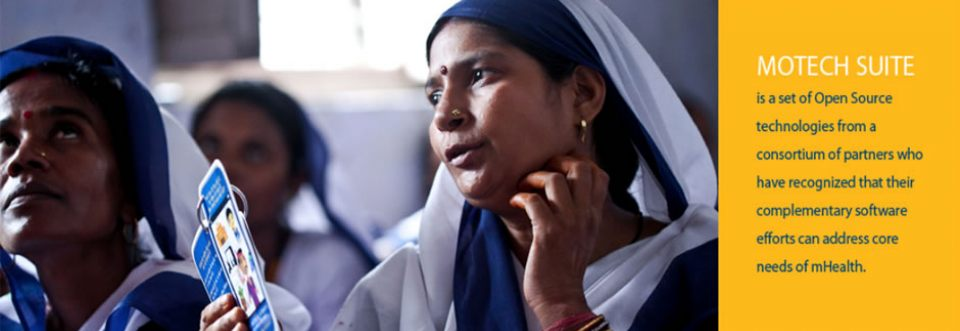 MOTECH SUITE
is a set of Open Source
technologies from a
consortium of partners who
have recognized that their
complementary software
efforts can address core
needs of mHealth.